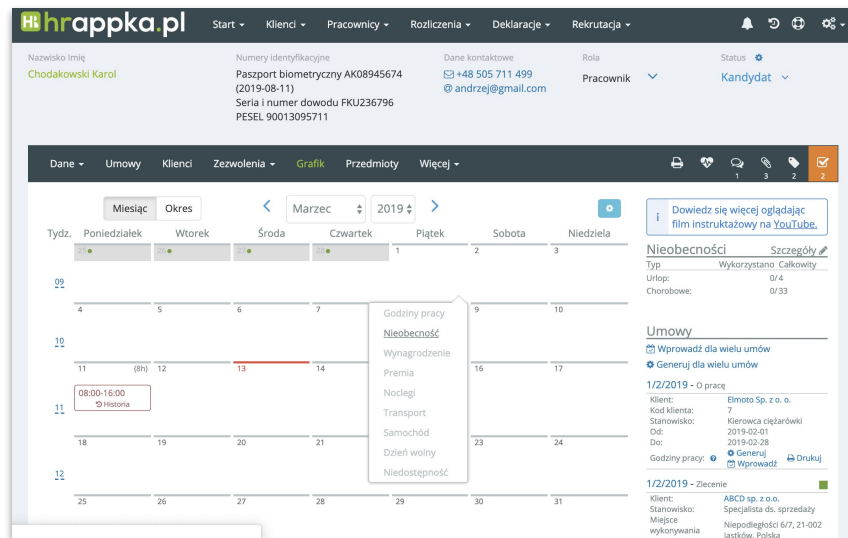 hrappka.pl Start Klienci Pracownicy Rozliczenia Deklaracje Rekrutacja
Nazwisko Imię
Chodakowski Karol
Numery identyfikacyjne
Paszport biometryczny AK08945674
(2019-08-11)
Seria i numer dowodu FKU236796
PESEL 90013095711
Dane kontaktowe
+48 505 711 499
@ andrzej@gmail.com
Rola
Pracownik
Status
Kandydat
Dane Umowy Klienci Zezwolenia Grafik Przedmioty Więcej
1 3 2 2
Miesiąc Okres Marzec 2019
Tydz. Poniedziałek Wtorek Środa Czwartek Piątek Sobota Niedziela
25 26 27 28 1 2 3
09
4 5 6 7 9 10
10
11 (8h) 12 13 14 16 17
08:00-16:00
Historia
11
18 19 20 21 23 24
12
25 26 27 28 29 30 31
Godziny pracy
Nieobecność
Wynagrodzenie
Premia
Noclegi
Transport
Samochód
Dzień wolny
Niedostępność
i Dowiedz się więcej oglądając
film instruktażowy na YouTube.
Nieobecności Szczegóły
Typ Wykorzystano Całkowity
Urlop: 0/4
Chorobowe: 0/33
Umowy
Wprowadź dla wielu umów
Generuj dla wielu umów
1/2/2019 - O pracę
Klient: Elmoto Sp. z o. o.
Kod klienta: 7
Stanowisko: Kierowca ciężarówki
Od: 2019-02-01
Do: 2019-02-28
Godziny pracy: Generuj Drukuj
Wprowadź
1/2/2019 - Zlecenie
Klient: ABCD sp. z o.o.
Stanowisko: Specjalista ds. sprzedaży
Miejsce
wykonywania
Niepodległości 6/7, 21-002
Jastków, Polska